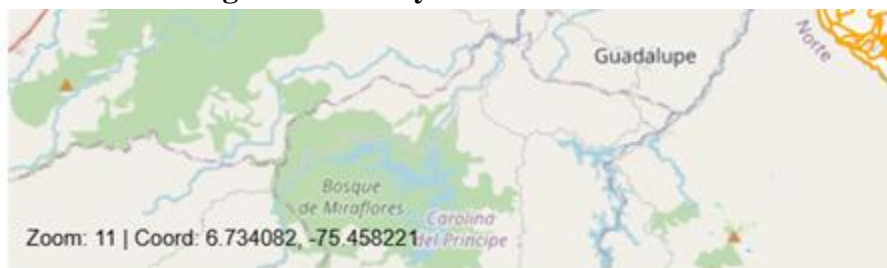 Guadalupe
Norte
Bosque
de Miraflores
Carolina
del Príncipe
Zoom: 11 | Coord: 6.734082, -75.458221